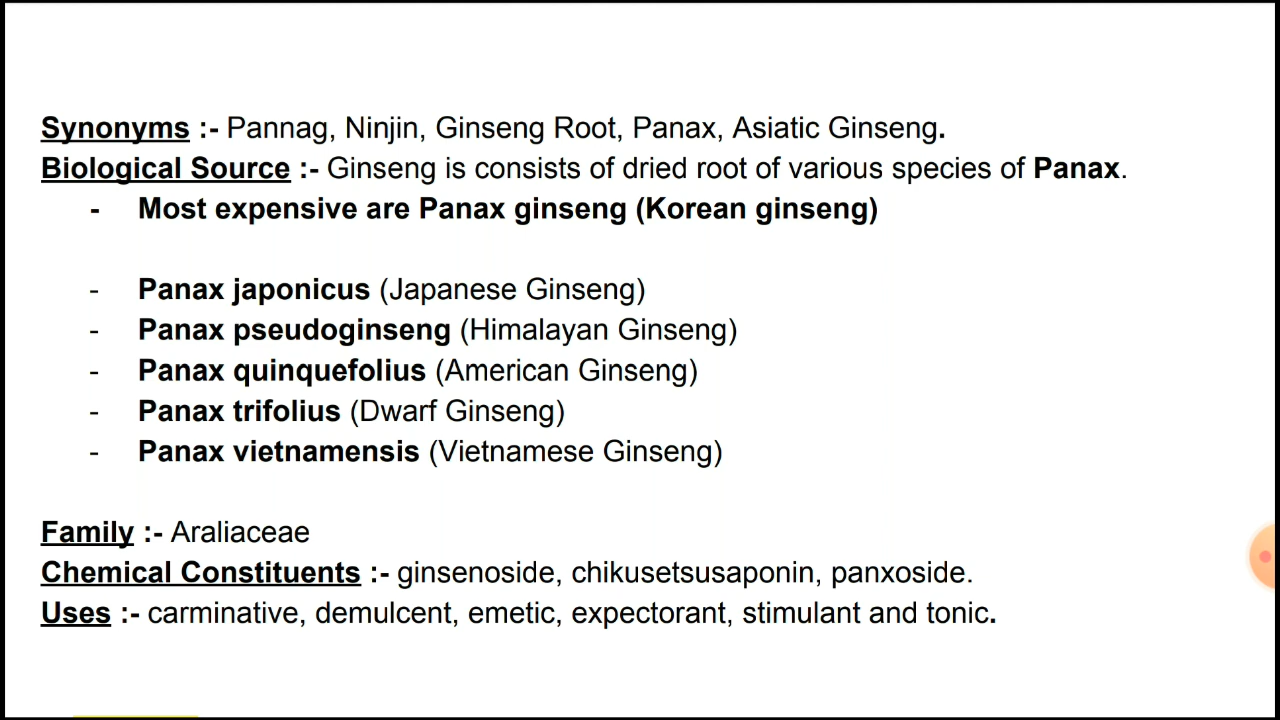 Synonyms :- Pannag, Ninjin, Ginseng Root, Panax, Asiatic Ginseng.
Biological Source :- Ginseng is consists of dried root of various species of Panax.
- Most expensive are Panax ginseng (Korean ginseng)
- Panax japonicus (Japanese Ginseng)
- Panax pseudoginseng (Himalayan Ginseng)
- Panax quinquefolius (American Ginseng)
- Panax trifolius (Dwarf Ginseng)
- Panax vietnamensis (Vietnamese Ginseng)
Family :- Araliaceae
Chemical Constituents :- ginsenoside, chikusetsusaponin, panxoside.
Uses :- carminative, demulcent, emetic, expectorant, stimulant and tonic.